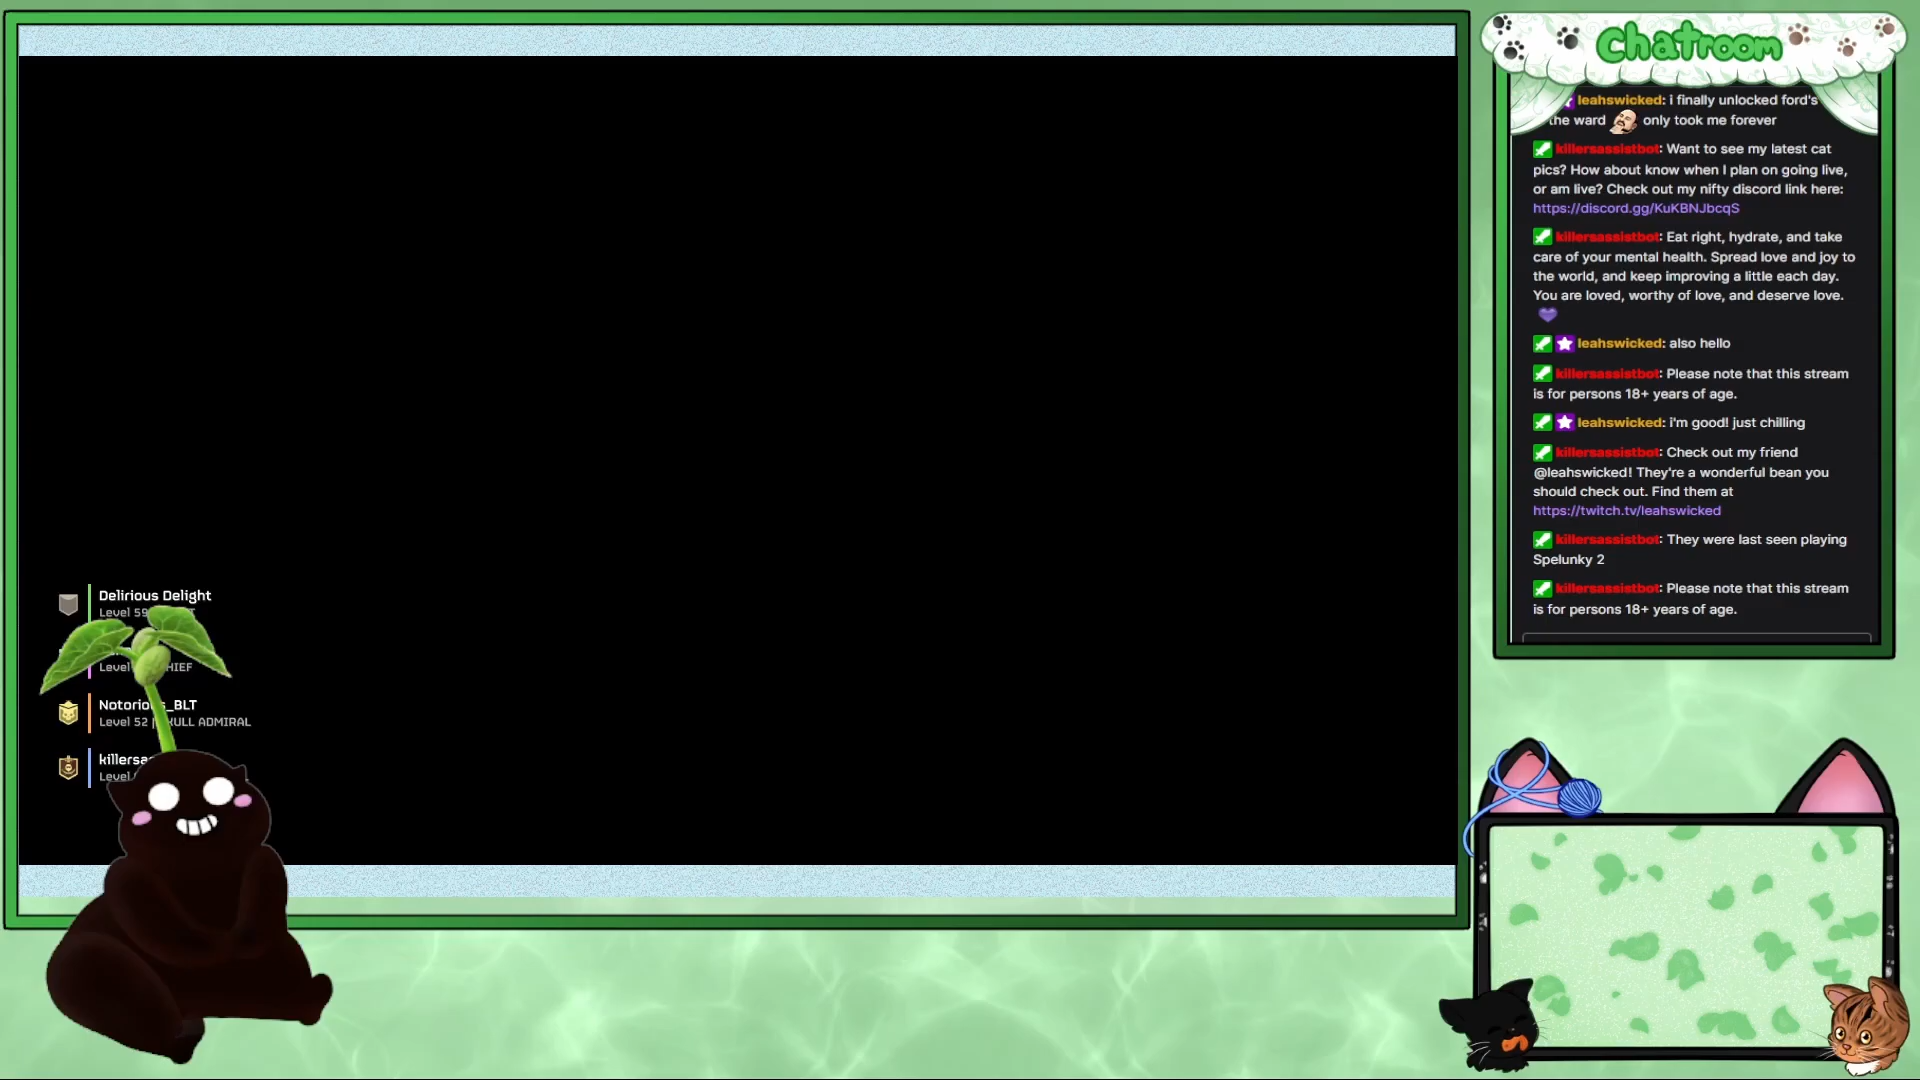 Chatroom
leahswicked: i finally unlocked ford's
the ward only took me forever
killersassistbot: Want to see my latest cat
pics? How about know when I plan on going live,
or am live? Check out my nifty discord link here:
https://discord.gg/KuKBNJbcqS
killersassistbot: Eat right, hydrate, and take
care of your mental health. Spread love and joy to
the world, and keep improving a little each day.
You are loved, worthy of love, and deserve love.
leahswicked: also hello
killersassistbot: Please note that this stream
is for persons 18+ years of age.
leahswicked: i'm good! just chilling
killersassistbot: Check out my friend
@leahswicked! They're a wonderful bean you
should check out. Find them at
https://twitch.tv/leahswicked
killersassistbot: They were last seen playing
Spelunky 2
killersassistbot: Please note that this stream
is for persons 18+ years of age.
Delirious Delight
Level 59
Level
Notorious_BLT
Level 52 | SKULL ADMIRAL
Level